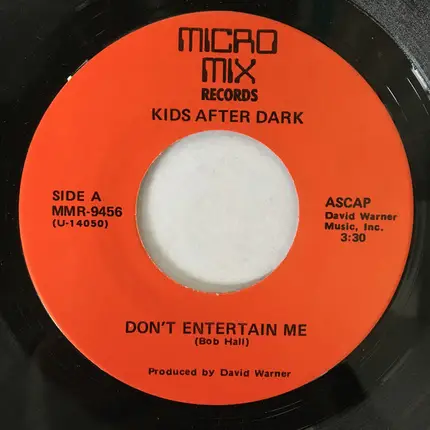 MICRO
MIX
RECORDS
KIDS AFTER DARK
SIDE A
MMR-9456
(U-14050)
ASCAP
David Warner
Music, Inc.
3:30
DON'T ENTERTAIN ME
(Bob Hall)
Produced by David Warner